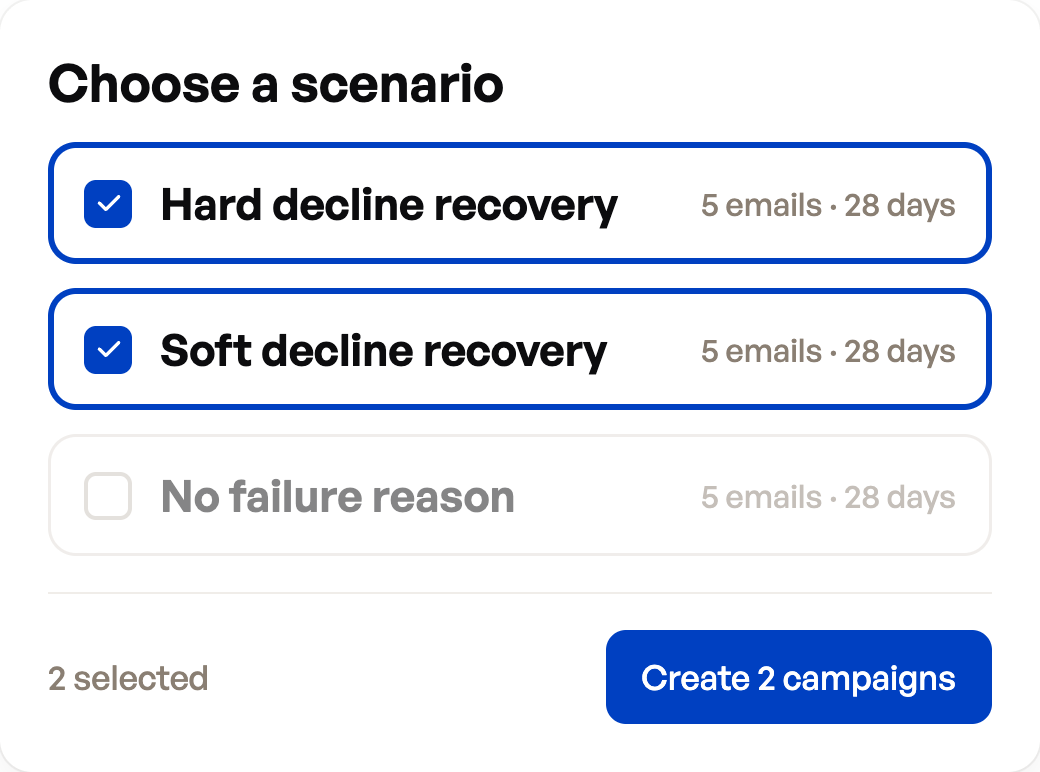 Choose a scenario
Hard decline recovery 5 emails · 28 days
Soft decline recovery 5 emails · 28 days
No failure reason 5 emails · 28 days
2 selected Create 2 campaigns